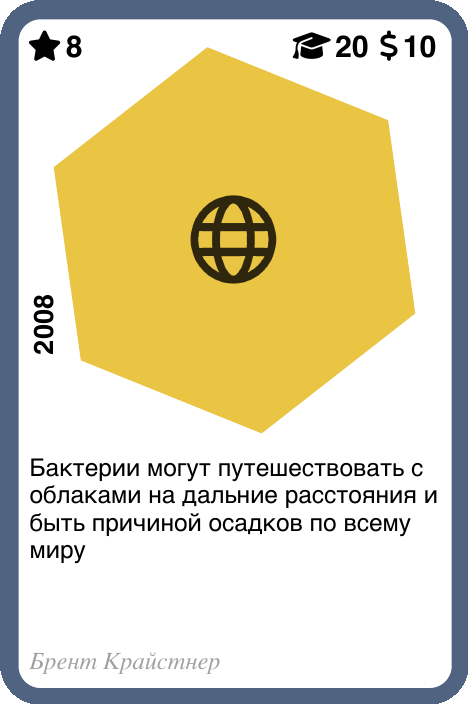 8
20 $10
2008
Бактерии могут путешествовать с
облаками на дальние расстояния и
быть причиной осадков по всему
миру
Брент Крайстнер